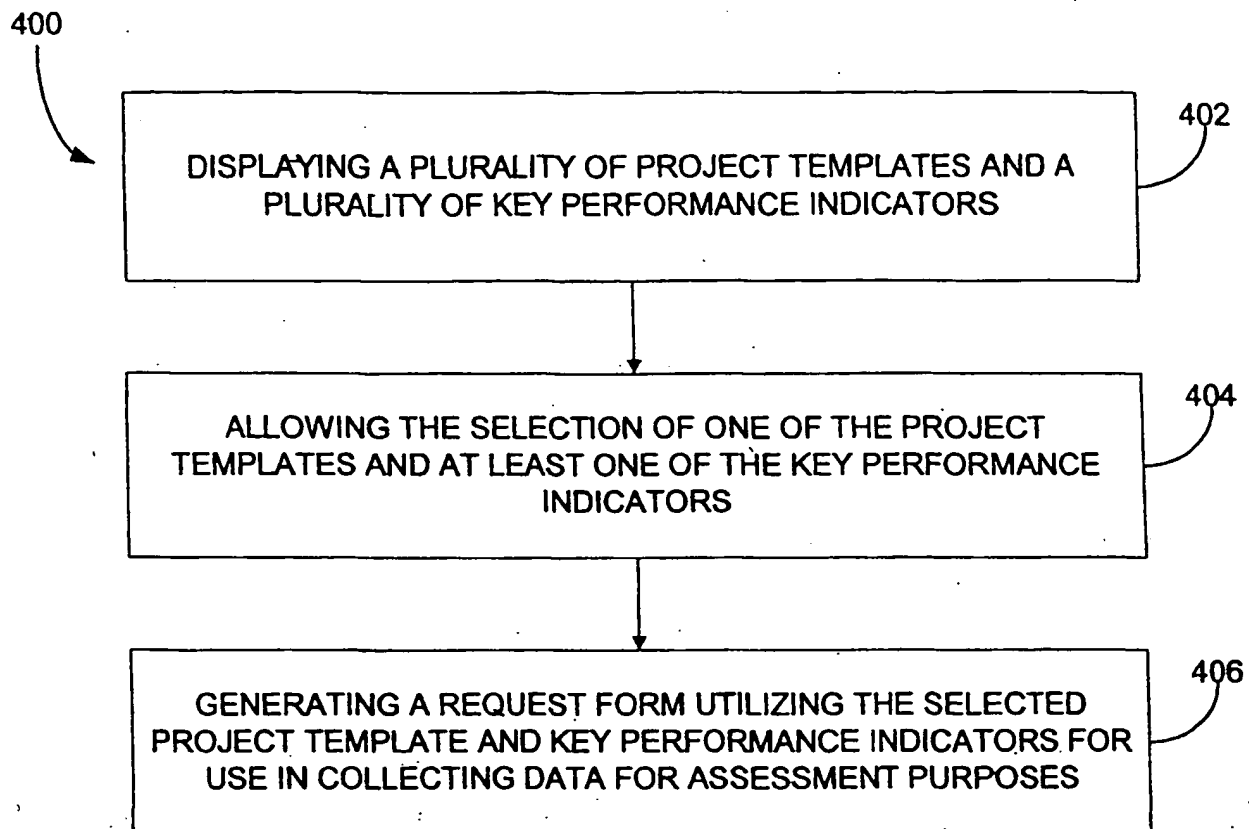 400
402
DISPLAYING A PLURALITY OF PROJECT TEMPLATES AND A
PLURALITY OF KEY PERFORMANCE INDICATORS
404
ALLOWING THE SELECTION OF ONE OF THE PROJECT
TEMPLATES AND AT LEAST ONE OF THE KEY PERFORMANCE
INDICATORS
406
GENERATING A REQUEST FORM UTILIZING THE SELECTED
PROJECT TEMPLATE AND KEY PERFORMANCE INDICATORS FOR
USE IN COLLECTING DATA FOR ASSESSMENT PURPOSES